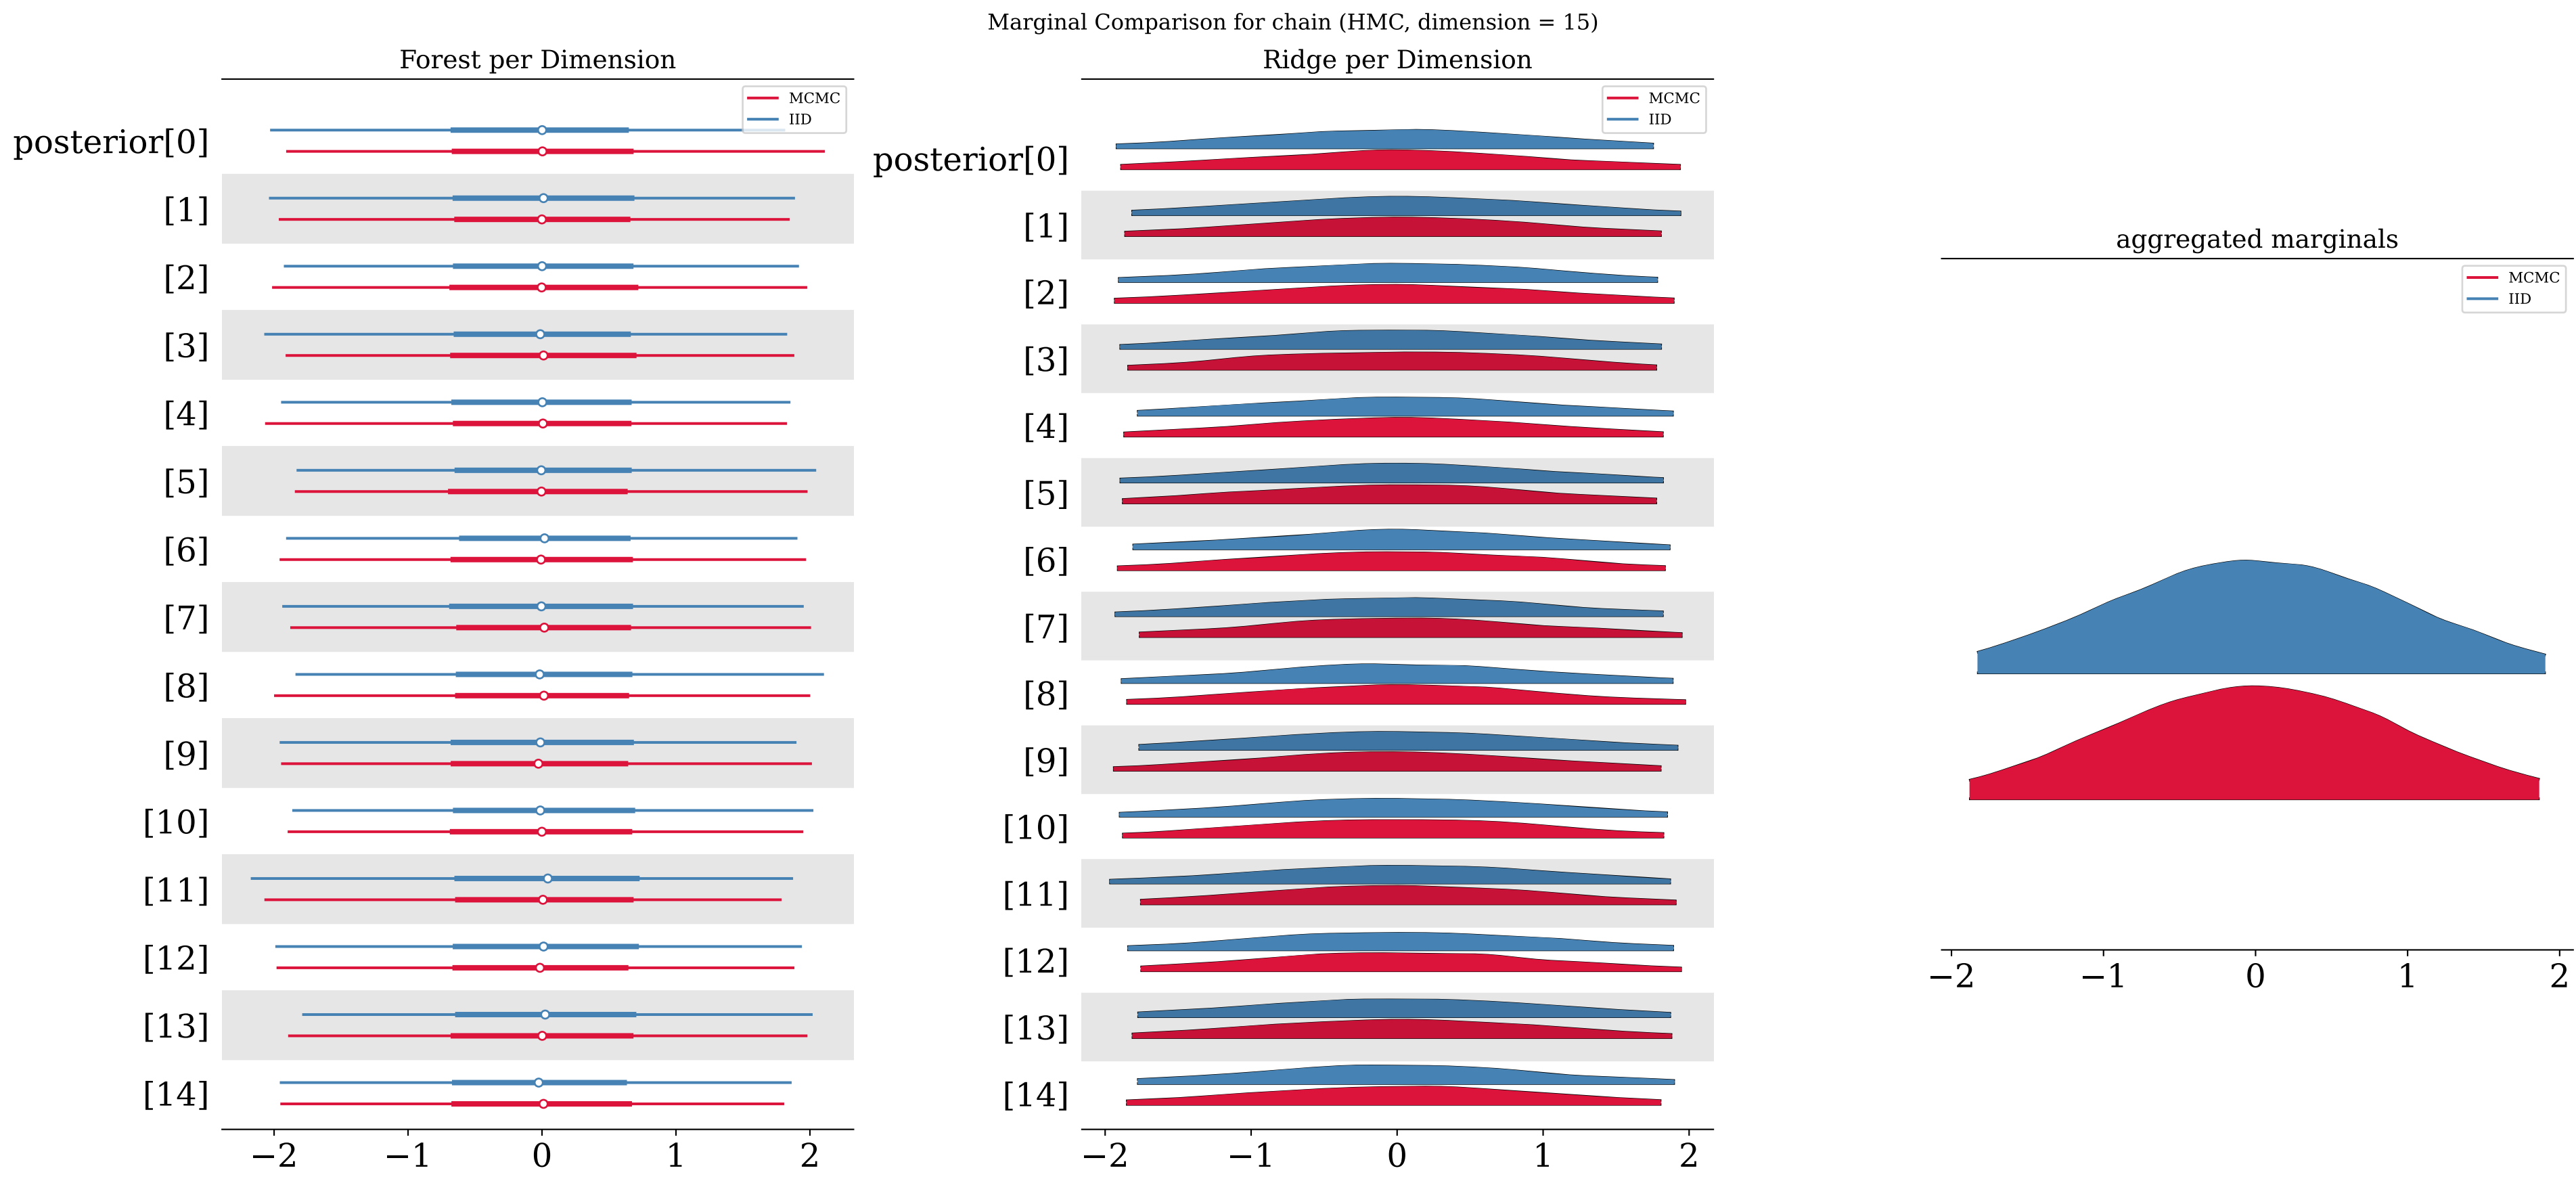 Marginal Comparison for chain (HMC, dimension = 15)
Forest per Dimension
MCMC
IID
posterior[0]
[1]
[2]
[3]
[4]
[5]
[6]
[7]
[8]
[9]
[10]
[11]
[12]
[13]
[14]
−2 −1 0 1 2
Ridge per Dimension
MCMC
IID
posterior[0]
[1]
[2]
[3]
[4]
[5]
[6]
[7]
[8]
[9]
[10]
[11]
[12]
[13]
[14]
−2 −1 0 1 2
aggregated marginals
MCMC
IID
−2 −1 0 1 2